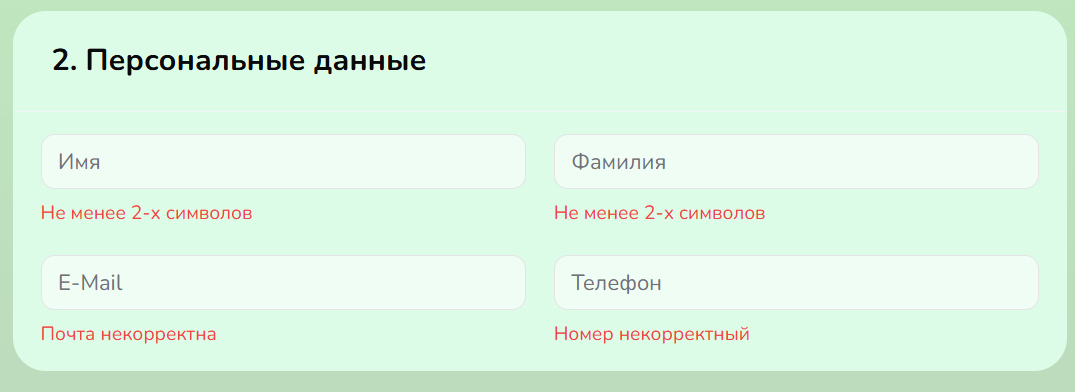 2. Персональные данные
Имя
Фамилия
Не менее 2-х символов
Не менее 2-х символов
E-Mail
Телефон
Почта некорректна
Номер некорректный